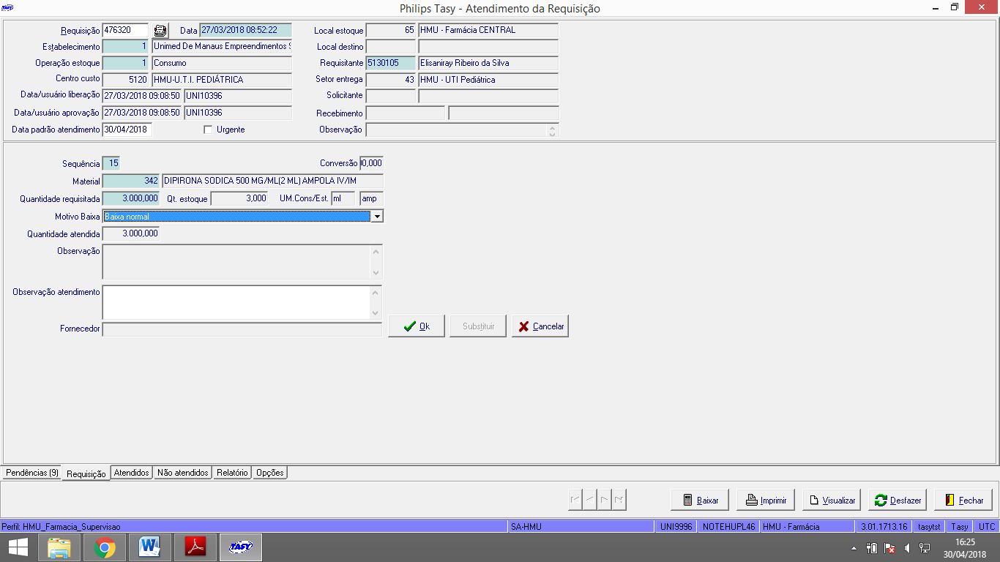 TASY Philips Tasy - Atendimento da Requisição
Requisição 476320 Data 27/03/2018 08:52:22 Local estoque 65 HMU - Farmácia CENTRAL
Estabelecimento 1 Unimed De Manaus Empreendimentos S Local destino
Operação estoque 1 Consumo Requisitante 5130105 Elisaniray Ribeiro da Silva
Centro custo 5120 HMU-U.T.I. PEDIÁTRICA Setor entrega 43 HMU - UTI Pediátrica
Data/usuário liberação 27/03/2018 09:08:50 UNI10396 Solicitante
Data/usuário aprovação 27/03/2018 09:08:50 UNI10396 Recebimento
Data padrão atendimento 30/04/2018 Urgente Observação
Sequência 15 Conversão 00,000
Material 342 DIPIRONA SODICA 500 MG/ML(2 ML) AMPOLA IV/IM
Quantidade requisitada 3.000,000 Qt. estoque 3,000 UM.Cons/Est. ml amp
Motivo Baixa Baixa normal
Quantidade atendida 3.000,000
Observação
Observação atendimento
Fornecedor Ok Substituir Cancelar
Pendências (9) Requisição Atendidos Não atendidos Relatório Opções
Baixar Imprimir Visualizar Desfazer Fechar
Perfil: HMU_Farmacia_Supervisao SA-HMU UNI9996 NOTEHUPL46 HMU - Farmácia 3.01.1713.16 tasytst Tasy UTC
TASY 16:25
30/04/2018